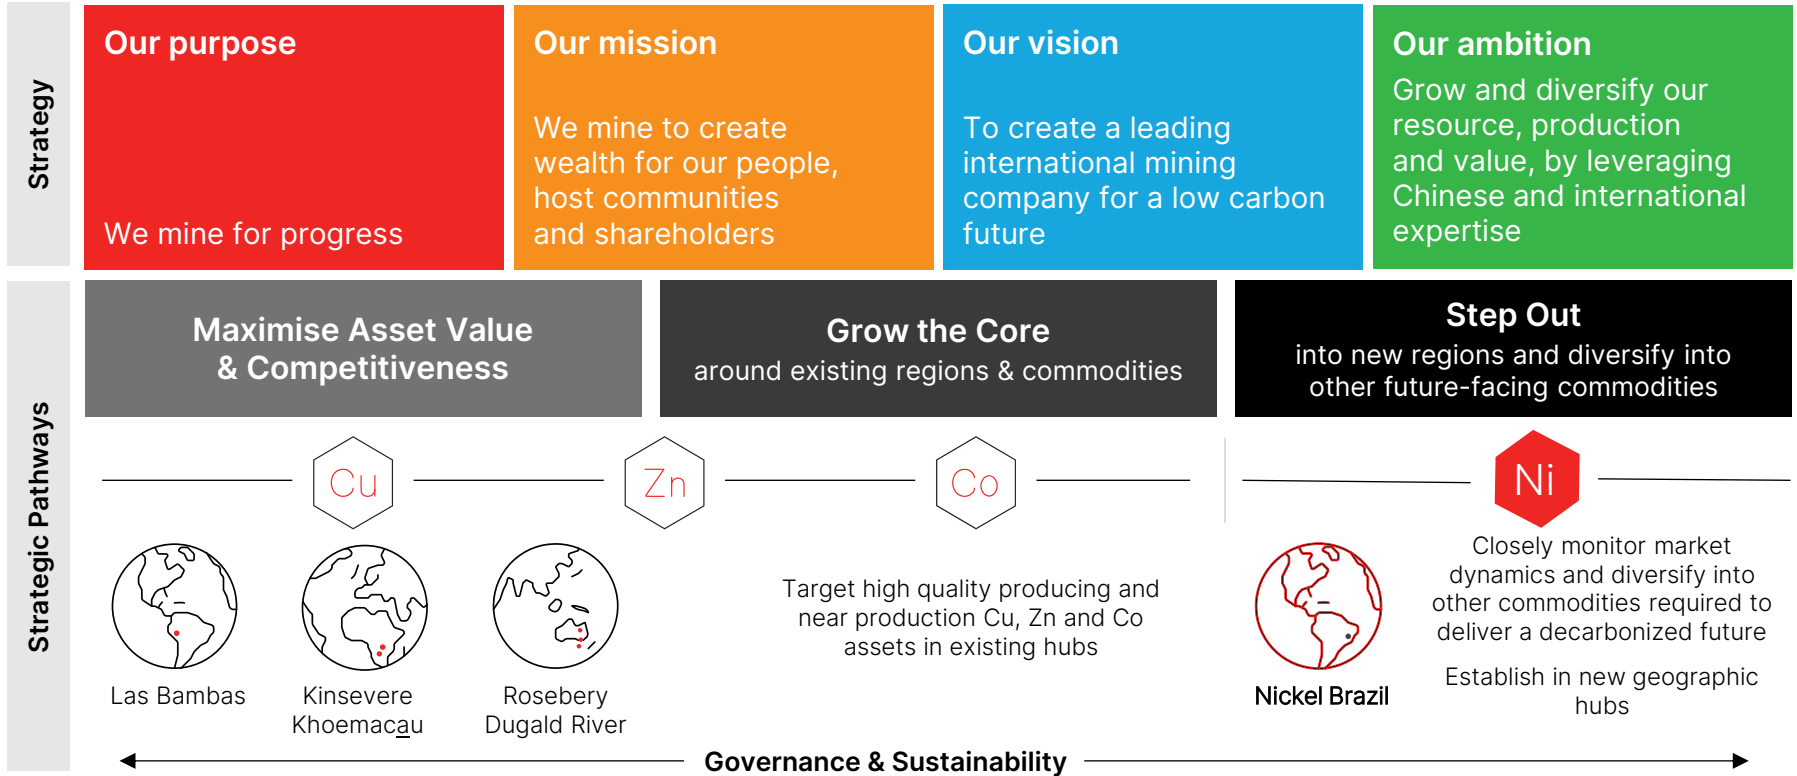 Strategy
Our purpose
We mine for progress
Our mission
We mine to create
wealth for our people,
host communities
and shareholders
Our vision
To create a leading
international mining
company for a low carbon
future
Our ambition
Grow and diversify our
resource, production
and value, by leveraging
Chinese and international
expertise
Strategic Pathways
Maximise Asset Value
& Competitiveness
Grow the Core
around existing regions & commodities
Step Out
into new regions and diversify into
other future-facing commodities
Cu
Zn
Co
Ni
Las Bambas
Kinsevere
Khoemacau
Rosebery
Dugald River
Target high quality producing and
near production Cu, Zn and Co
assets in existing hubs
Nickel Brazil
Closely monitor market
dynamics and diversify into
other commodities required to
deliver a decarbonized future
Establish in new geographic
hubs
Governance & Sustainability